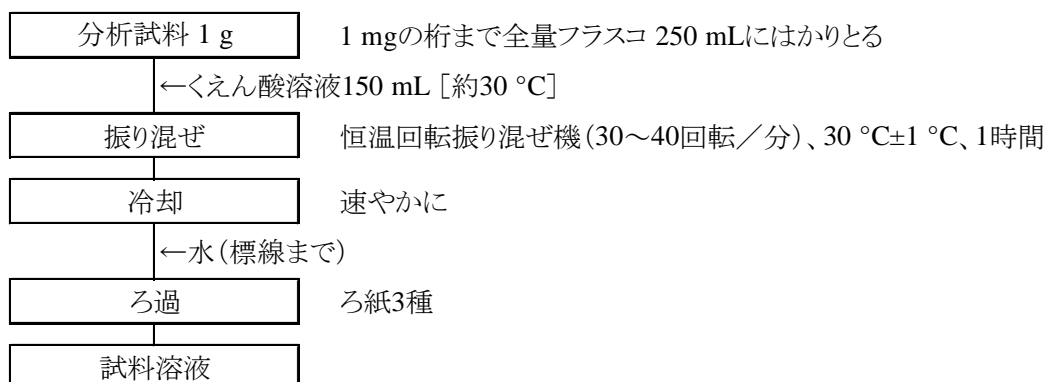 分析試料 1 g 1 mgの桁まで全量フラスコ 250 mLにはかりとる
←くえん酸溶液150 mL [約30 °C]
振り混ぜ 恒温回転振り混ぜ機(30~40回転/分)、30 °C±1 °C、1時間
冷却 速やかに
←水(標線まで)
ろ過 ろ紙3種
試料溶液